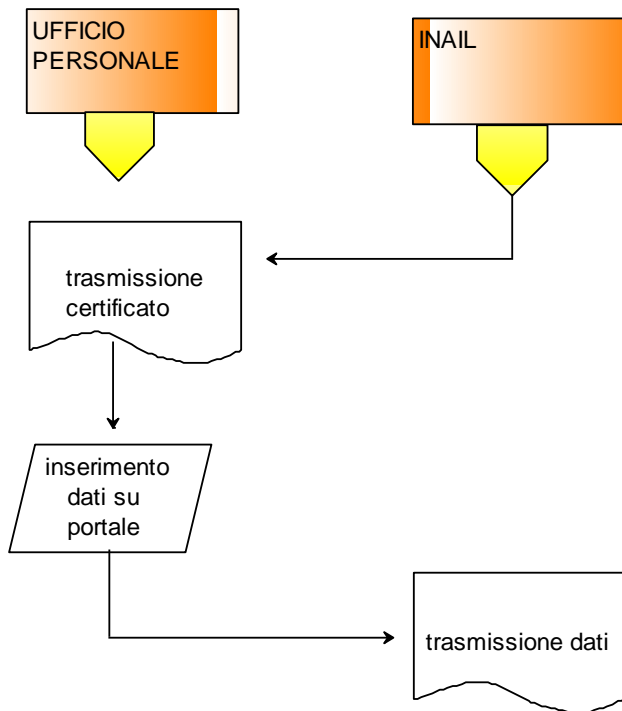 UFFICIO
PERSONALE
INAIL
trasmissione
certificato
inserimento
dati su
portale
trasmissione dati